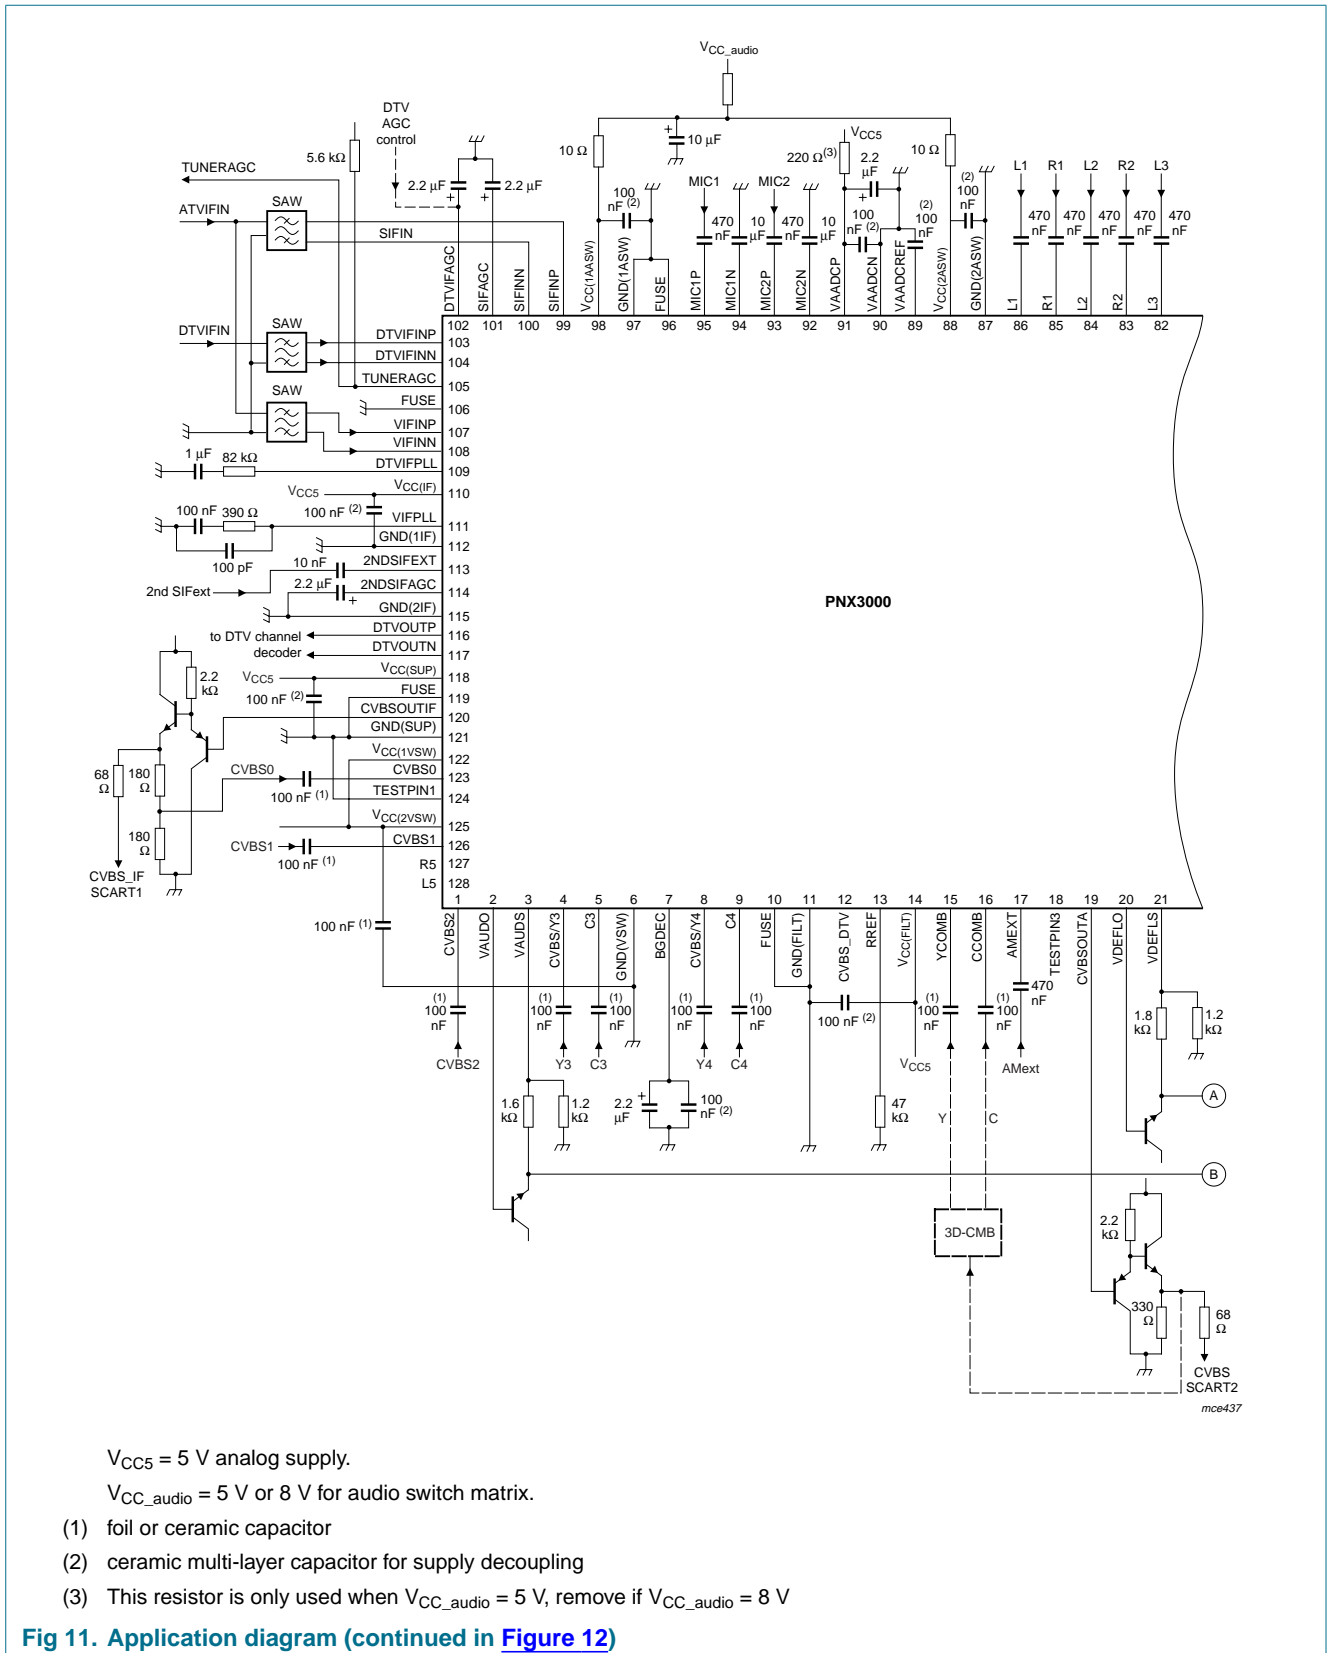 VCC_audio
DTV
AGC
control
5.6 kΩ
TUNERAGC
2.2 μF
2.2 μF
10 Ω
10 μF
VCC5
220 Ω(3)
2.2
μF
10 Ω
ATVIFIN
SAW
SIFIN
100
nF (2)
MIC1
470
nF
10
μF
MIC2
470
nF
10
μF
100
nF (2)
(2)
100
nF
(2)
100
nF
L1
R1
L2
R2
L3
470
nF
470
nF
470
nF
470
nF
470
nF
DTVIFAGC
SIFAGC
SIFINN
SIFINP
VCC(1AASW)
GND(1ASW)
FUSE
MIC1P
MIC1N
MIC2P
MIC2N
VAADCP
VAADCN
VAADCREF
VCC(2ASW)
GND(2ASW)
L1
R1
L2
R2
L3
102 101 100 99 98 97 96 95 94 93 92 91 90 89 88 87 86 85 84 83 82
DTVIFIN
SAW
DTVIFINP
103
DTVIFINN
104
TUNERAGC
105
SAW
FUSE
106
VIFINP
107
VIFINN
108
1 μF
82 kΩ
DTVIFPLL
109
VCC5
VCC(IF)
110
100 nF (2)
100 nF
390 Ω
VIFPLL
111
GND(1IF)
112
100 pF
10 nF
2NDSIFEXT
113
2nd SIFext
2.2 μF
2NDSIFAGC
114
GND(2IF)
115
PNX3000
to DTV channel
decoder
DTVOUTP
116
DTVOUTN
117
VCC5
VCC(SUP)
118
2.2
kΩ
100 nF (2)
FUSE
119
CVBSOUTIF
120
GND(SUP)
121
VCC(1VSW)
122
68
Ω
180
Ω
CVBS0
100 nF (1)
CVBS0
123
TESTPIN1
124
VCC(2VSW)
125
180
Ω
CVBS1
100 nF (1)
CVBS1
126
R5 127
L5 128
CVBS_IF
SCART1
1 2 3 4 5 6 7 8 9 10 11 12 13 14 15 16 17 18 19 20 21
100 nF (1)
CVBS2
VAUDO
VAUDS
CVBS/Y3
C3
GND(VSW)
BGDEC
CVBS/Y4
C4
FUSE
GND(FILT)
CVBS_DTV
RREF
VCC(FILT)
YCOMB
CCOMB
AMEXT
TESTPIN3
CVBSOUTA
VDEFLO
VDEFLS
(1)
100
nF
(1)
100
nF
(1)
100
nF
(1)
100
nF
(1)
100
nF
100 nF (2)
(1)
100
nF
(1)
100
nF
470
nF
1.8
kΩ
1.2
kΩ
CVBS2
Y3
C3
Y4
C4
VCC5
AMext
1.6
kΩ
1.2
kΩ
2.2
μF
100
nF (2)
47
kΩ
Y
C
A
B
3D-CMB
2.2
kΩ
330
Ω
68
Ω
CVBS
SCART2
mce437
VCC5 = 5 V analog supply.
VCC_audio = 5 V or 8 V for audio switch matrix.
(1) foil or ceramic capacitor
(2) ceramic multi-layer capacitor for supply decoupling
(3) This resistor is only used when VCC_audio = 5 V, remove if VCC_audio = 8 V
Fig 11. Application diagram (continued in Figure 12)